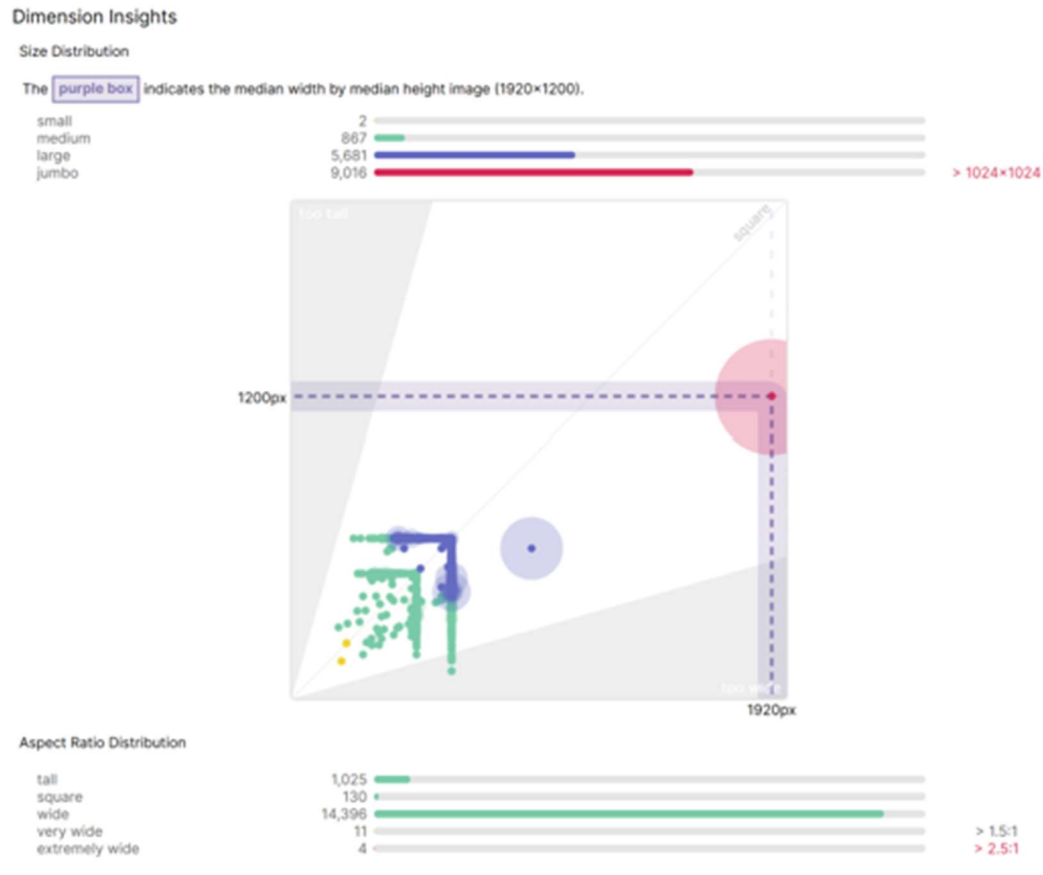 Dimension Insights
Size Distribution
The purple box indicates the median width by median height image (1920×1200).
small 2
medium 867
large 5,681
jumbo 9,016 > 1024×1024
too tall
square
1200px
too wide
1920px
Aspect Ratio Distribution
tall 1,025
square 130
wide 14,396
very wide 11 > 1.5:1
extremely wide 4 > 2.5:1